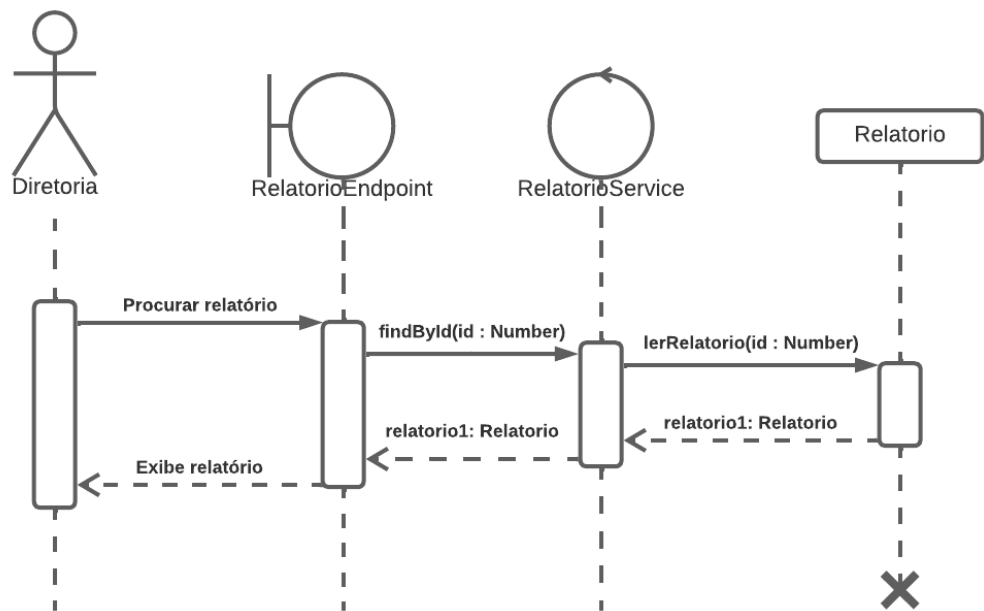 Relatorio
Diretoria
RelatorioEndpoint
RelatorioService
Procurar relatório
findById(id : Number)
lerRelatorio(id : Number)
relatorio1: Relatorio
relatorio1: Relatorio
Exibe relatório